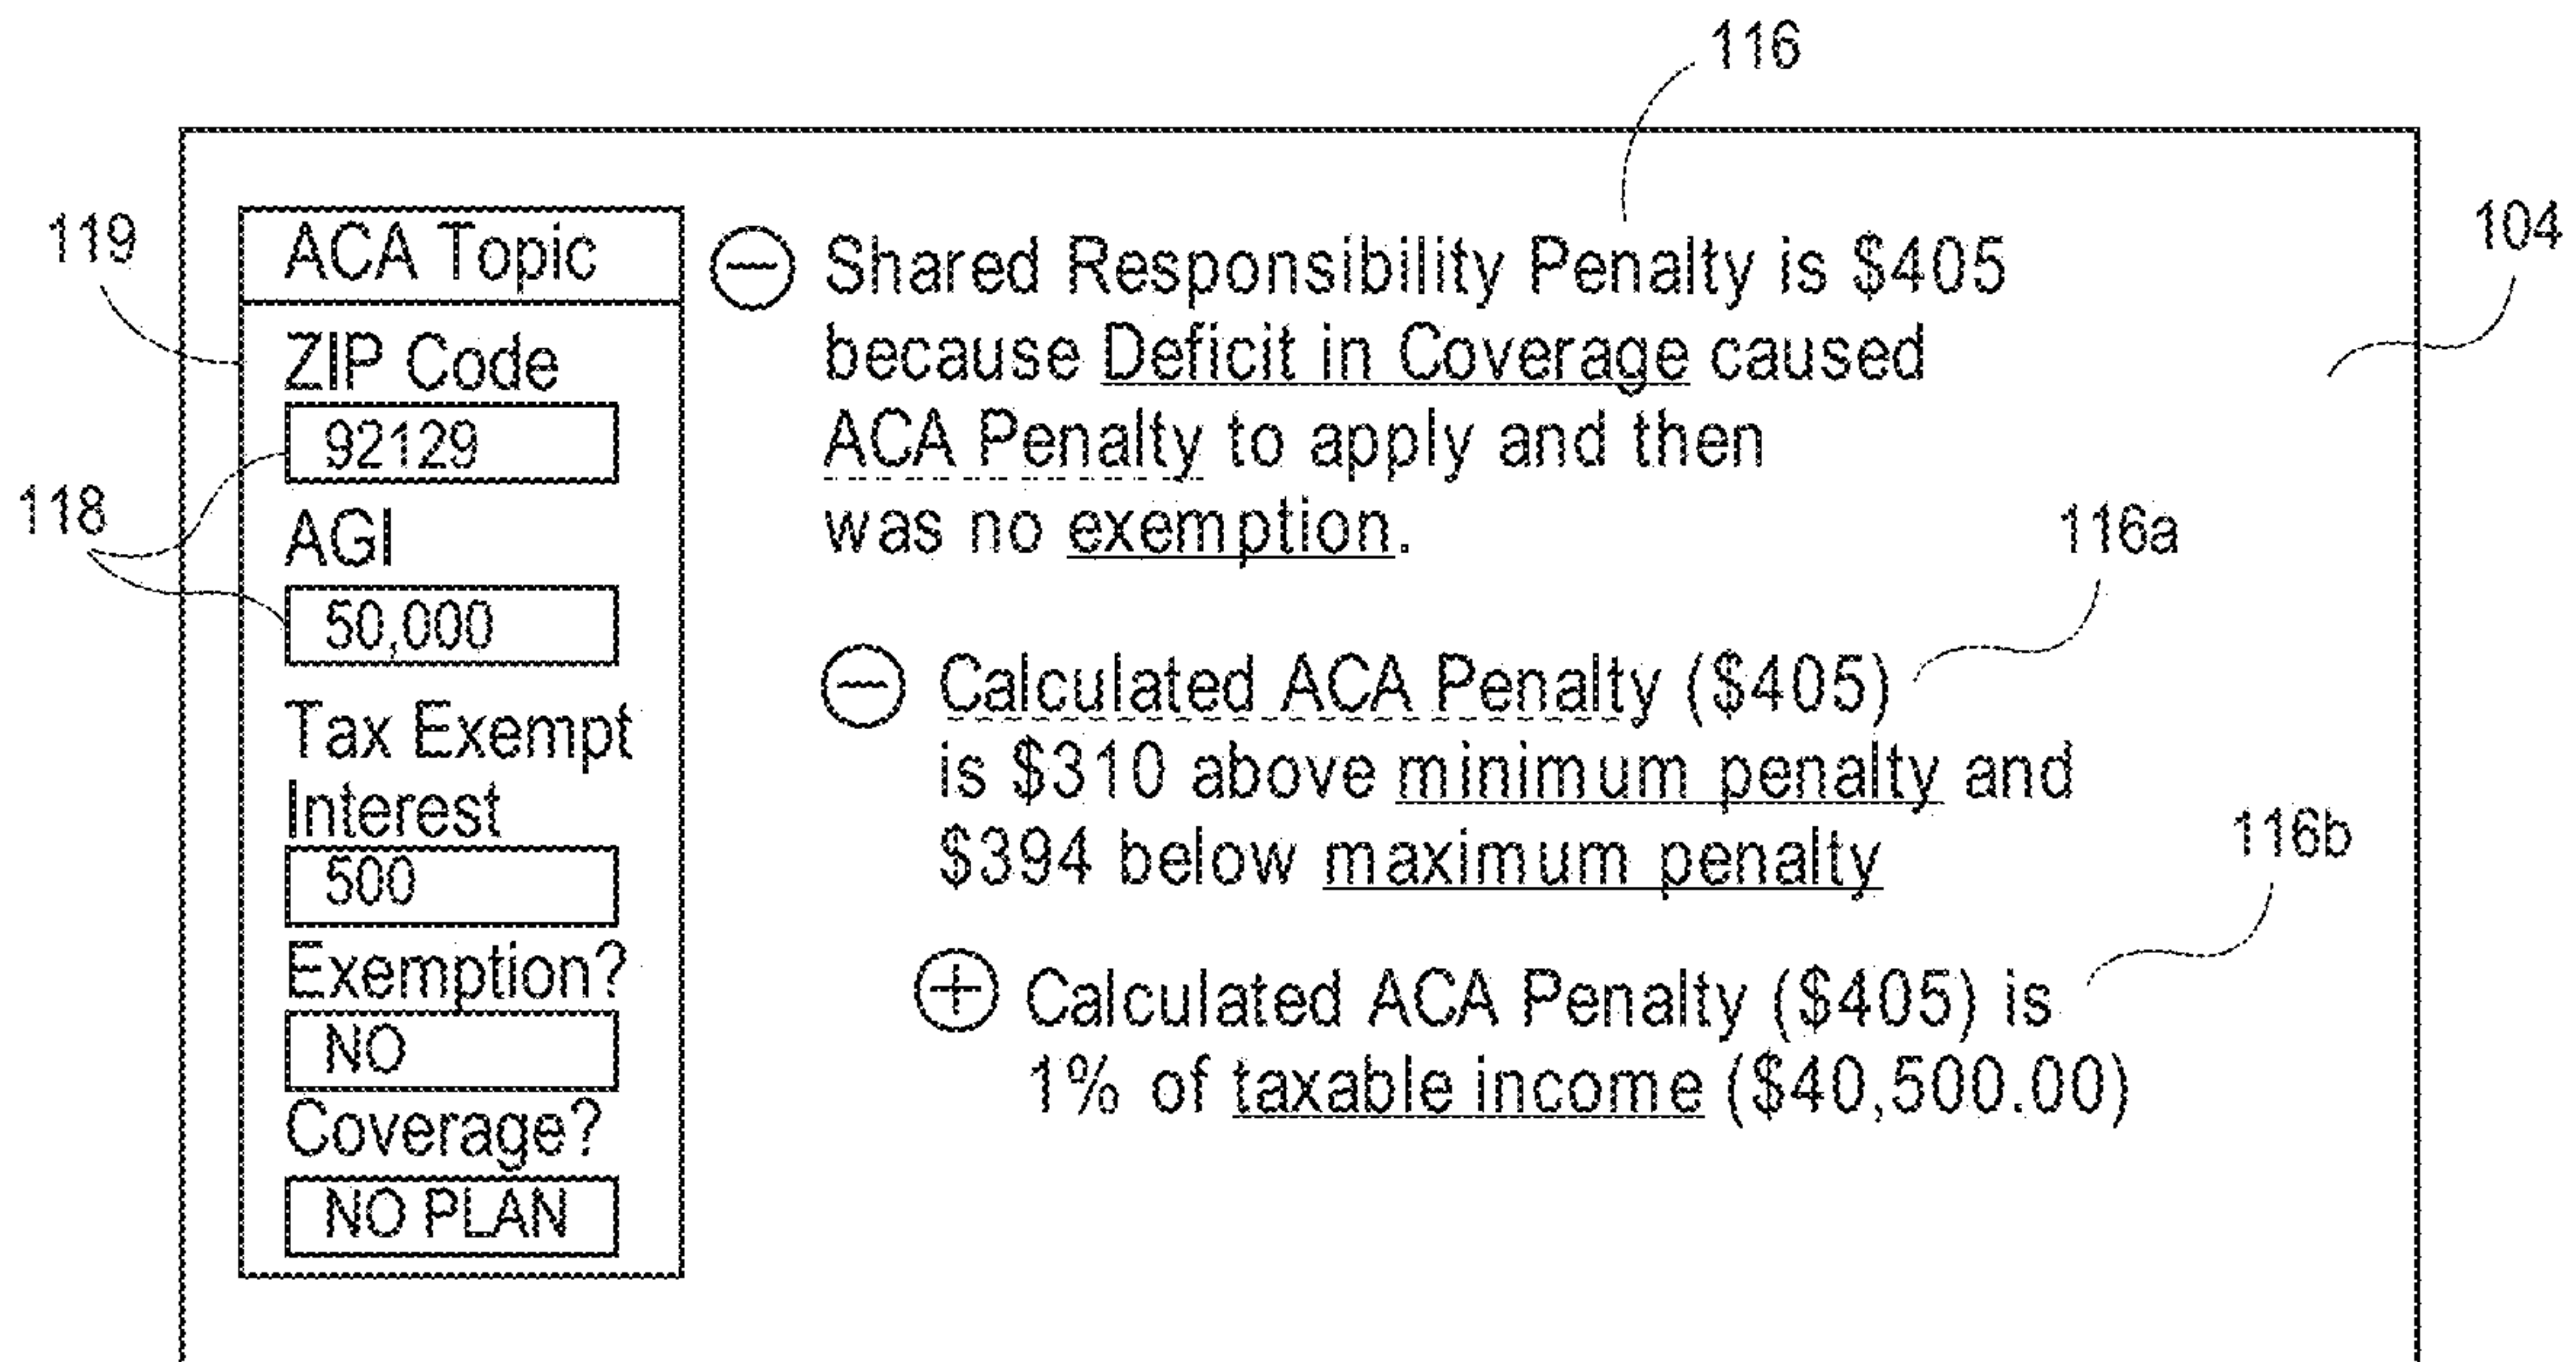 116
104
119
118
ACA Topic
ZIP Code
92129
AGI
50,000
Tax Exempt
Interest
500
Exemption?
NO
Coverage?
NO PLAN
Shared Responsibility Penalty is $405
because Deficit in Coverage caused
ACA Penalty to apply and then
was no exemption.
116a
Calculated ACA Penalty ($405)
is $310 above minimum penalty and
$394 below maximum penalty
116b
Calculated ACA Penalty ($405) is
1% of taxable income ($40,500.00)